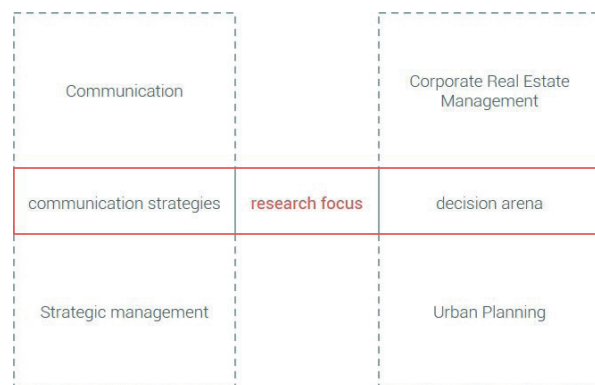 Communication
Corporate Real Estate
Management
communication strategies
research focus
decision arena
Strategic management
Urban Planning